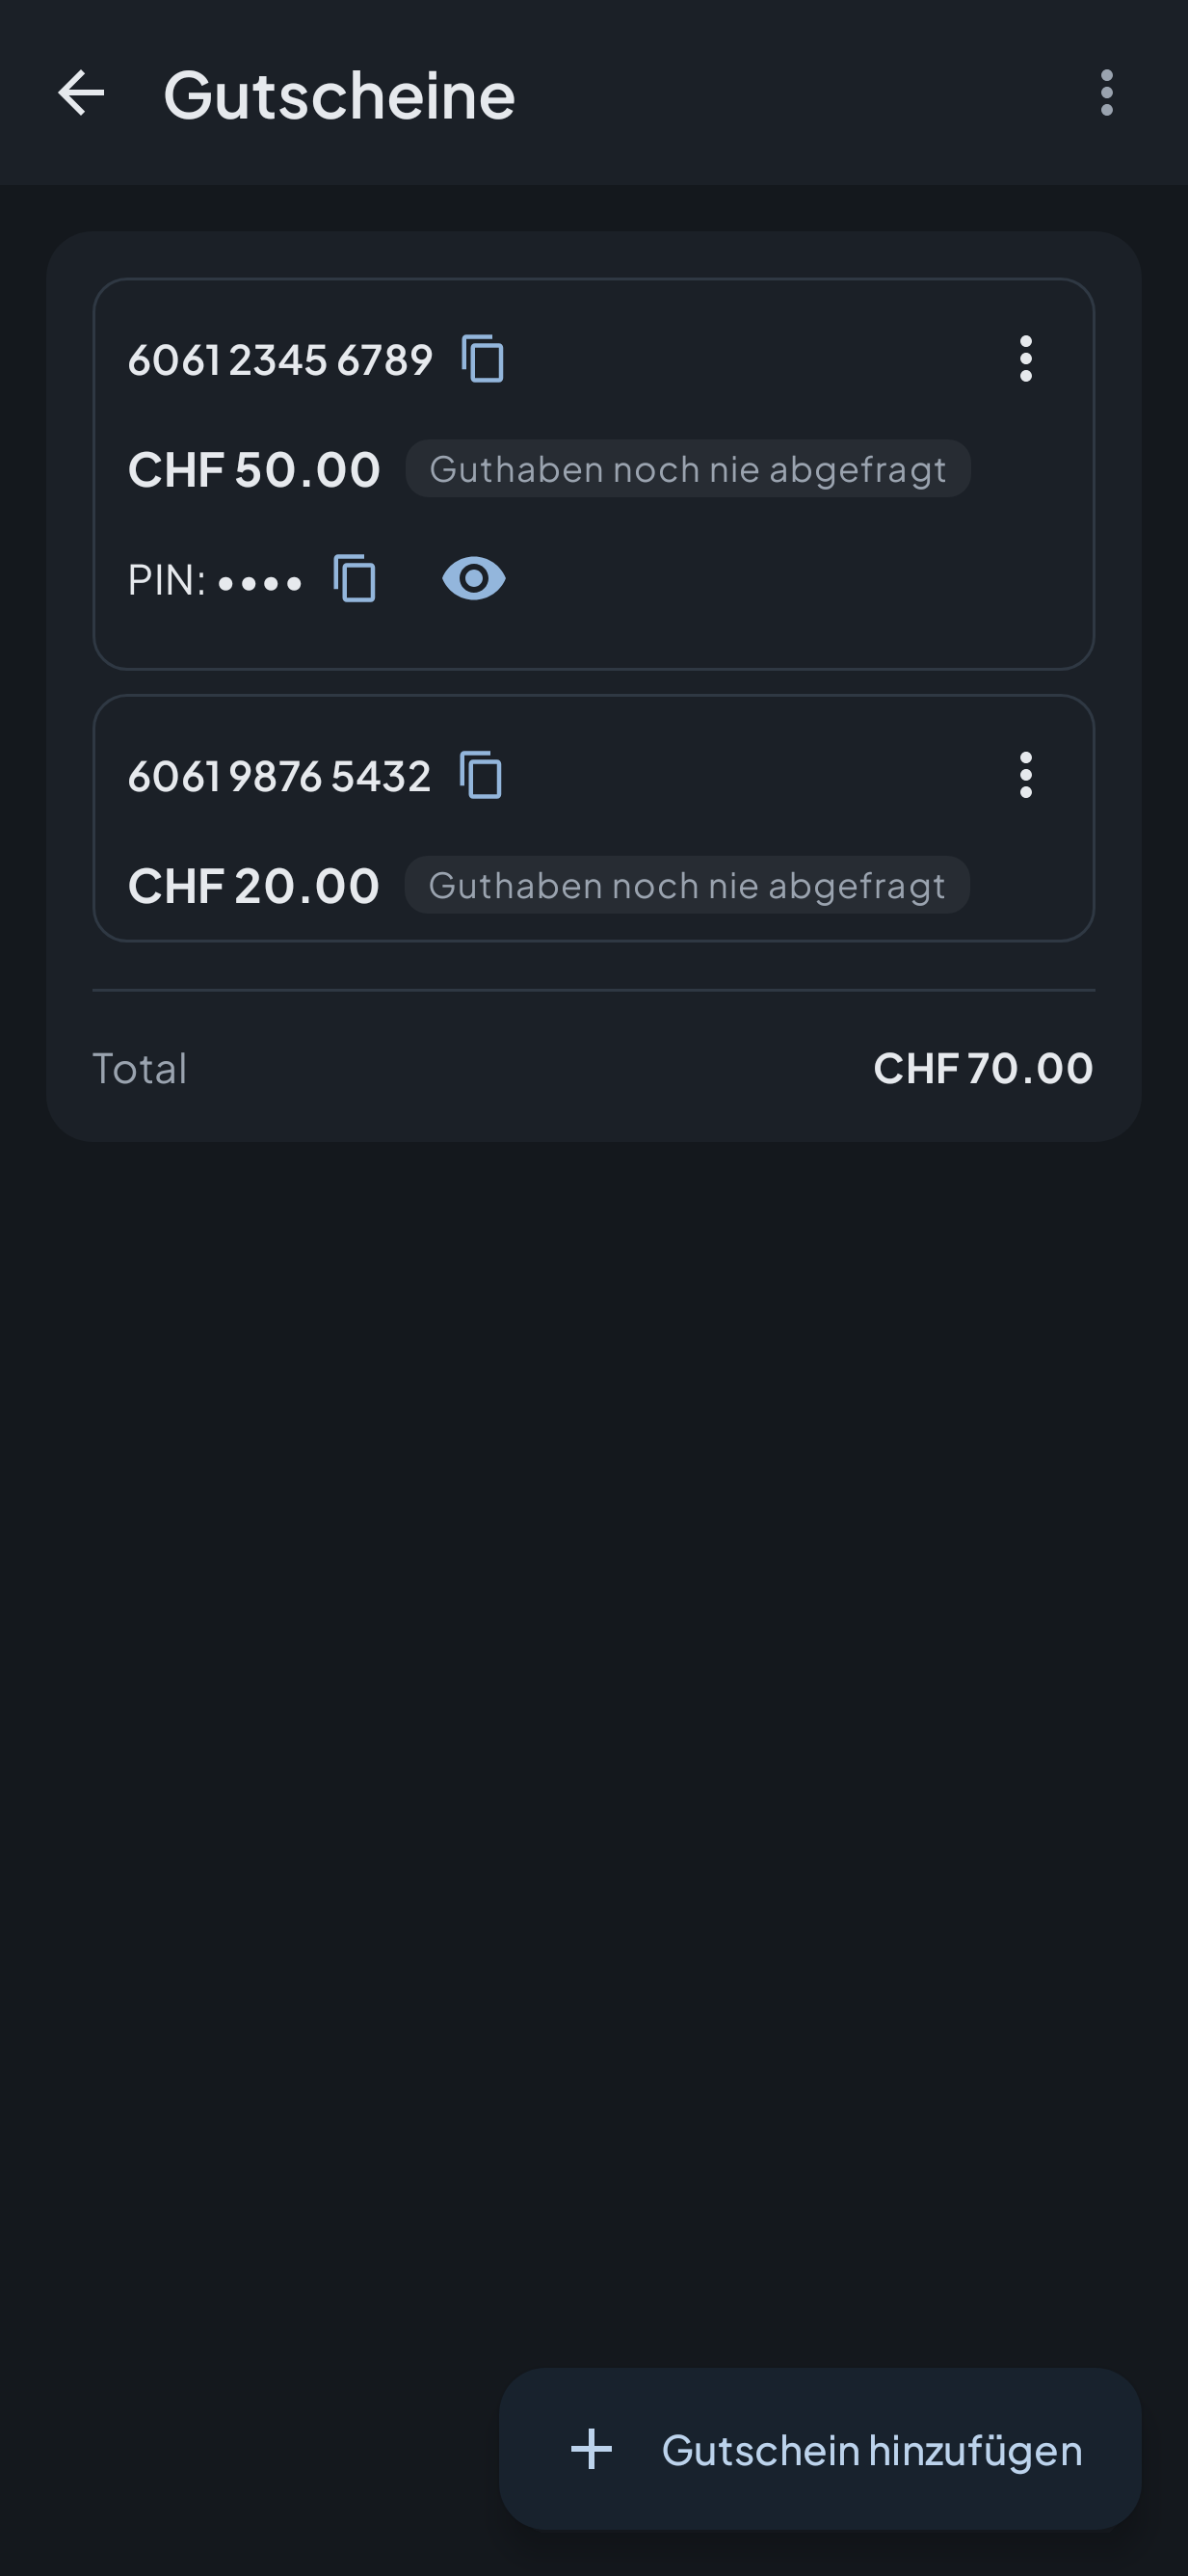 Gutscheine
6061 2345 6789
CHF 50.00 Guthaben noch nie abgefragt
PIN: ••••
6061 9876 5432
CHF 20.00 Guthaben noch nie abgefragt
Total CHF 70.00
Gutschein hinzufügen